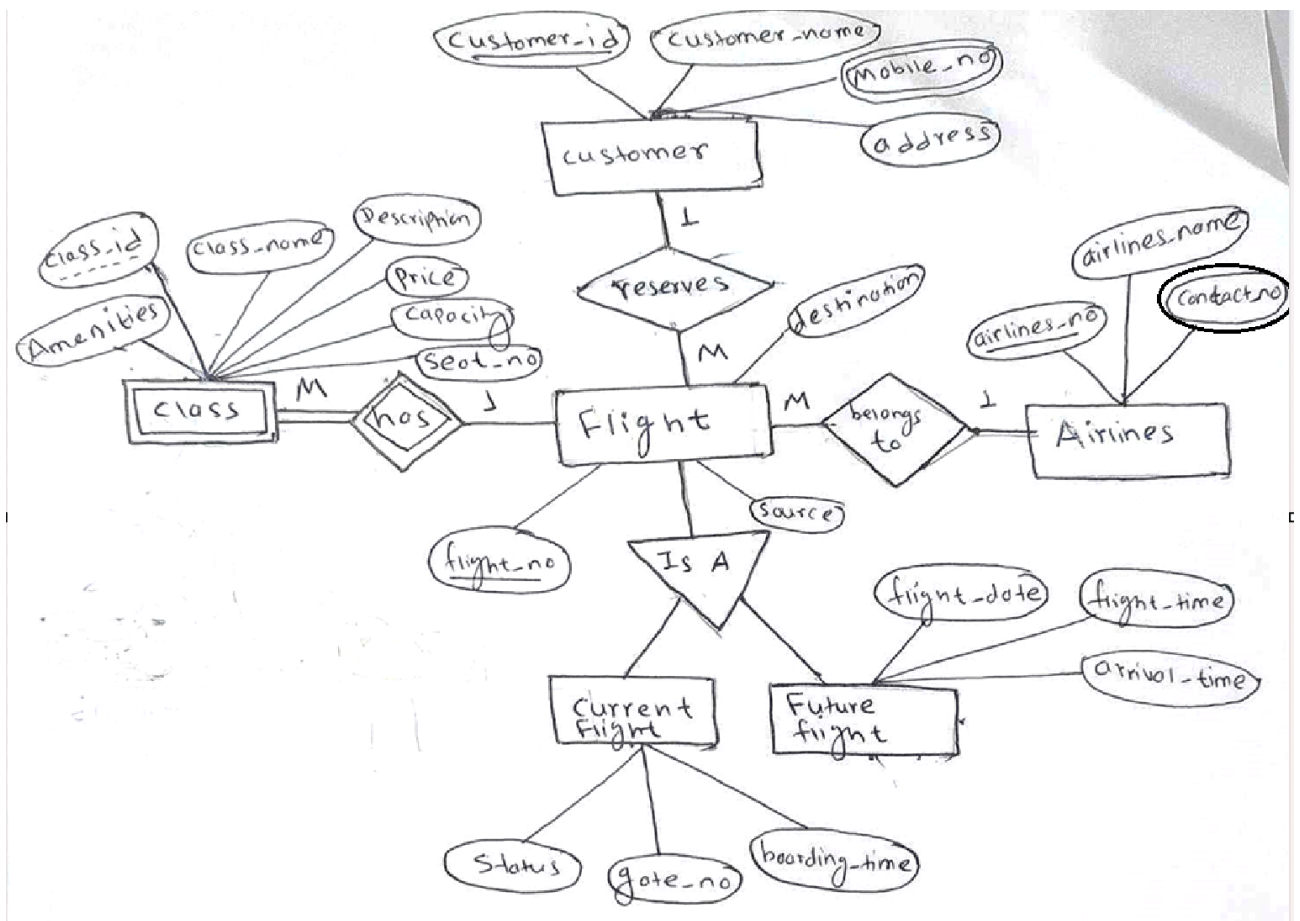 customer_id
customer_name
Mobile_no
address
customer
1
reserves
M
class_id
class_name
Description
Price
Capacity
seat_no
Amenities
class
M
has
1
Flight
destination
M
belongs
to
1
Airlines
airlines_no
airlines_name
Contact_no
flight_no
source
Is A
Current
Flight
Future
flight
flight_date
flight_time
arrival_time
Status
gate_no
boarding_time